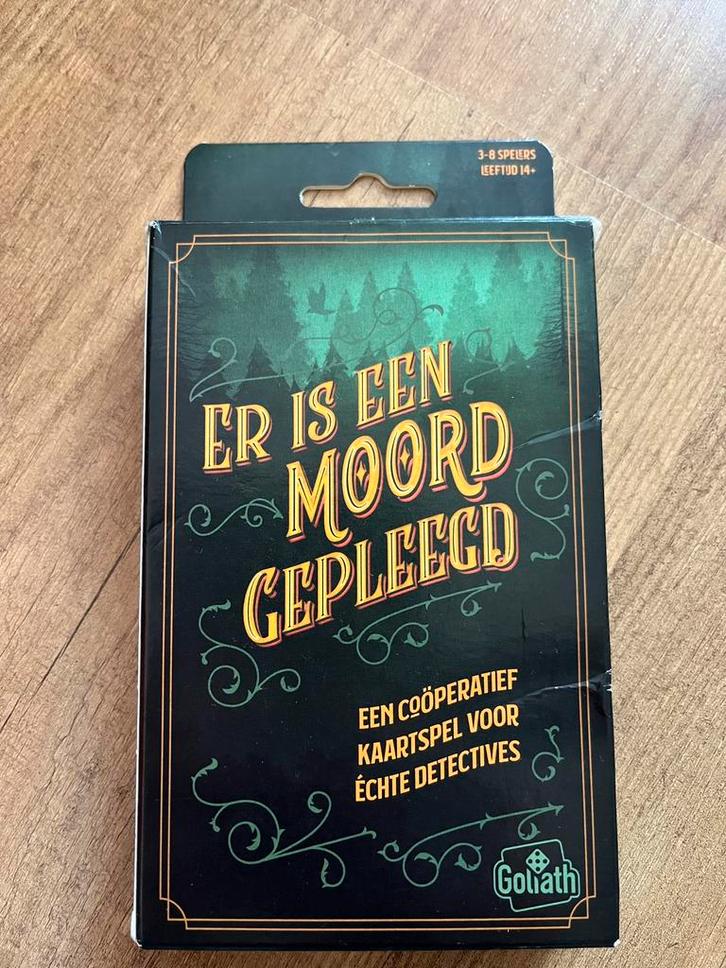 3-8 SPELERS
LEEFTIJD 14+
ER IS EEN
MOORD
GEPLEEGD
EEN COÖPERATIEF
KAARTSPEL VOOR
ÉCHTE DETECTIVES
Goliath